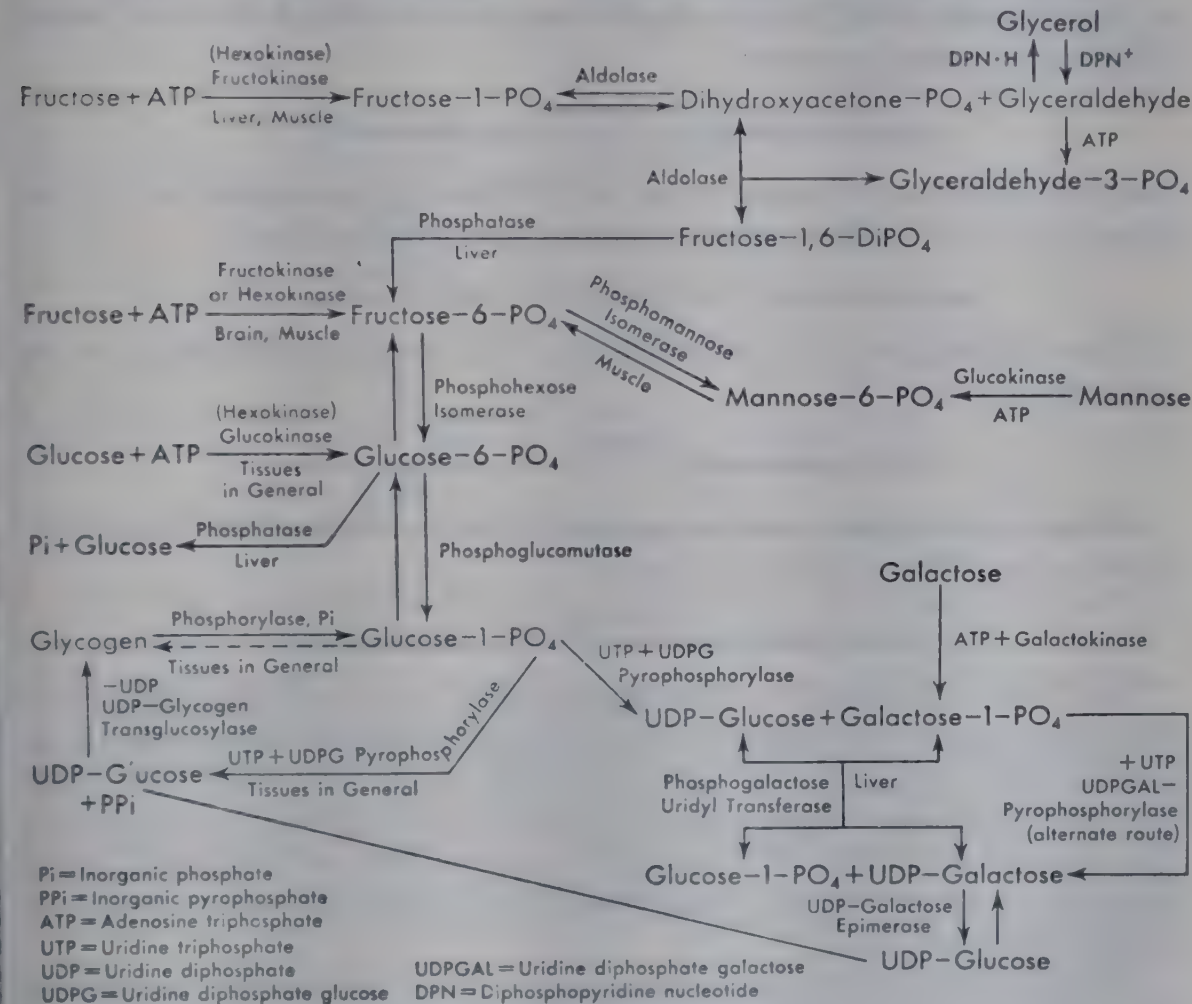 Glycerol
DPN·H DPN⁺
(Hexokinase)
Fructokinase
Fructose + ATP
Liver, Muscle
Fructose–1–PO₄
Aldolase
Dihydroxyacetone–PO₄ + Glyceraldehyde
ATP
Aldolase
Glyceraldehyde–3–PO₄
Phosphatase
Liver
Fructose–1,6–DiPO₄
Fructokinase
or Hexokinase
Fructose + ATP
Brain, Muscle
Fructose–6–PO₄
Phosphomannose
Isomerase
Muscle
Mannose–6–PO₄
Glucokinase
ATP
Mannose
Phosphohexose
Isomerase
(Hexokinase)
Glucokinase
Glucose + ATP
Tissues
in General
Glucose–6–PO₄
Phosphatase
Pi + Glucose
Liver
Phosphoglucomutase
Galactose
ATP + Galactokinase
Phosphorylase, Pi
Glycogen
Tissues in General
Glucose–1–PO₄
UTP + UDPG
Pyrophosphorylase
–UDP
UDP–Glycogen
Transglucosylase
UTP + UDPG Pyrophosphorylase
Tissues in General
UDP–Glucose
+ PPi
UDP–Glucose + Galactose–1–PO₄
Phosphogalactose
Uridyl Transferase
Liver
+ UTP
UDPGAL–
Pyrophosphorylase
(alternate route)
Glucose–1–PO₄ + UDP–Galactose
UDP–Galactose
Epimerase
UDP–Glucose
Pi = Inorganic phosphate
PPi = Inorganic pyrophosphate
ATP = Adenosine triphosphate
UTP = Uridine triphosphate
UDP = Uridine diphosphate
UDPG = Uridine diphosphate glucose
UDPGAL = Uridine diphosphate galactose
DPN = Diphosphopyridine nucleotide